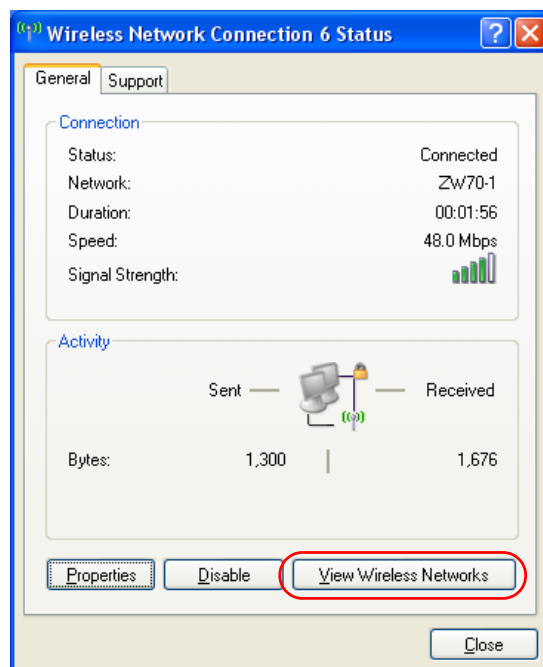 Wireless Network Connection 6 Status
General Support
Connection
Status: Connected
Network: ZW70-1
Duration: 00:01:56
Speed: 48.0 Mbps
Signal Strength:
Activity
Sent Received
Bytes: 1,300 1,676
Properties Disable View Wireless Networks
Close